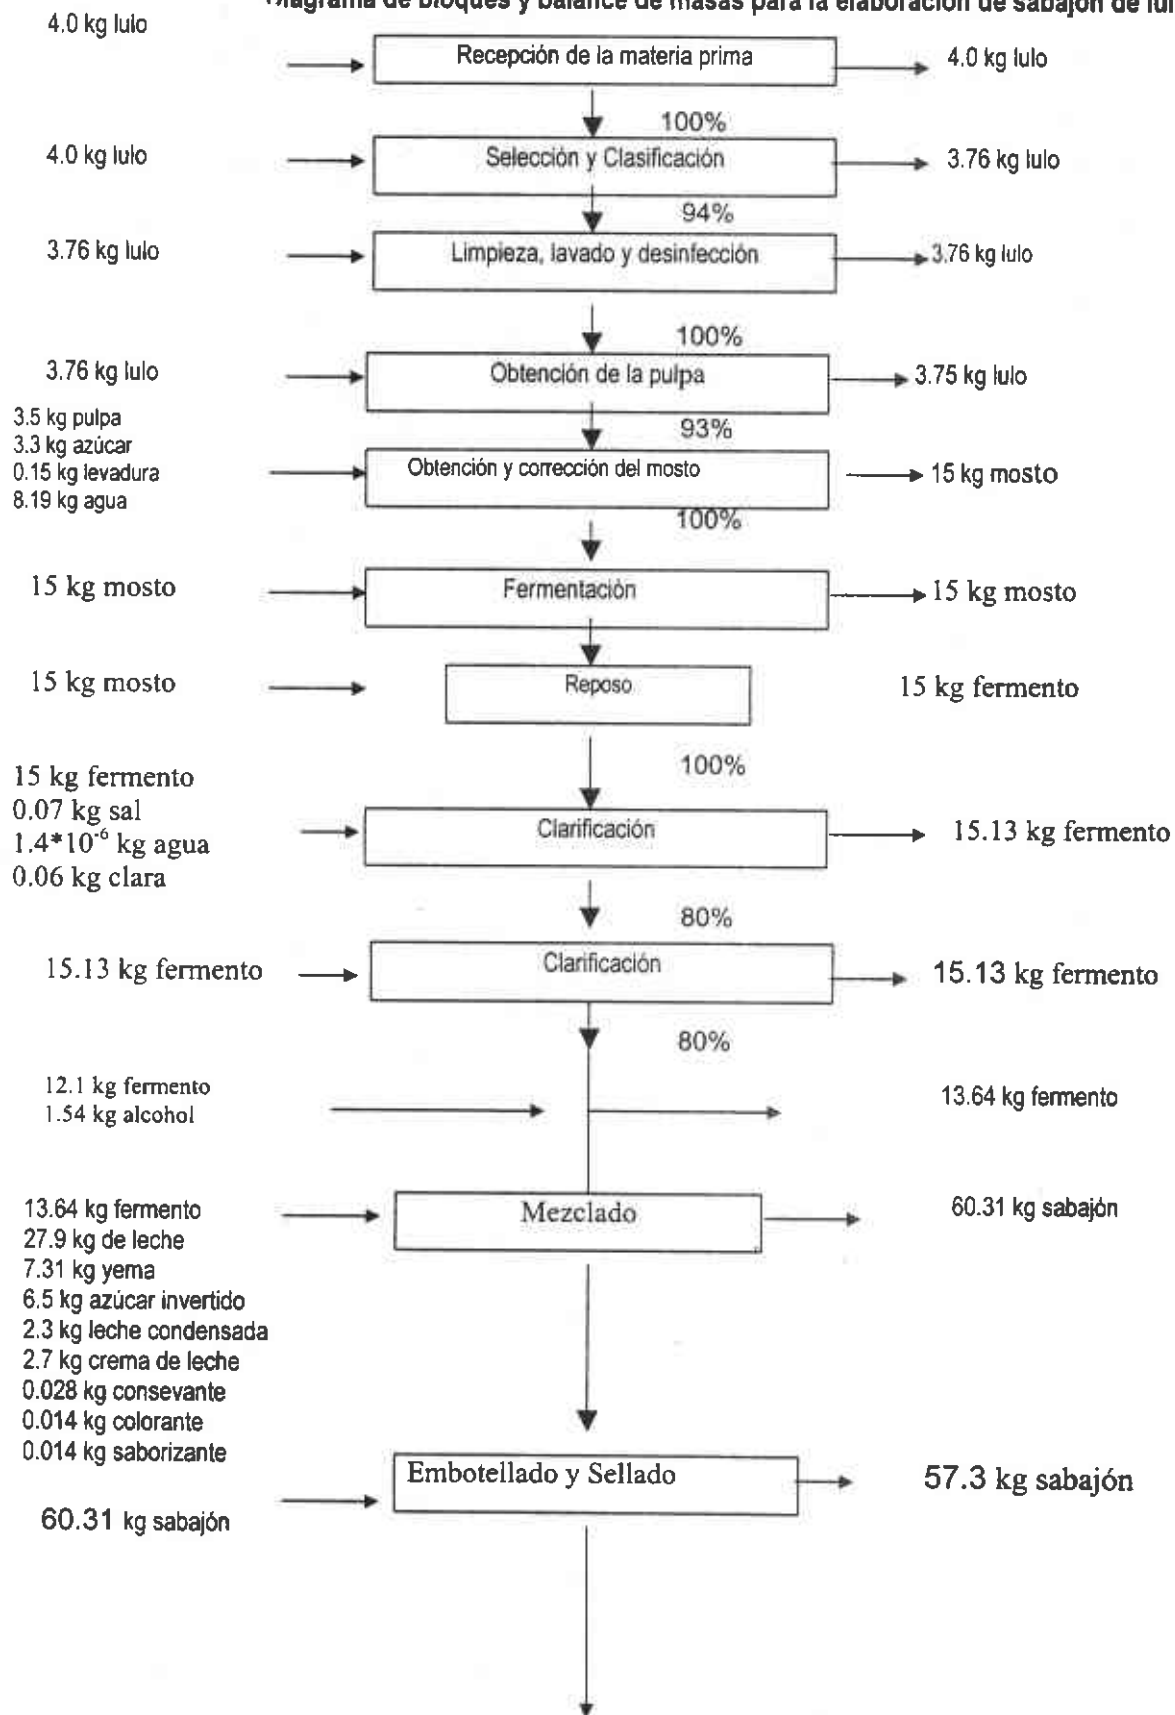 Diagrama de bloques y balance de masas para la elaboración de sabajón de
4.0 kg lulo
Recepción de la materia prima
4.0 kg lulo
100%
4.0 kg lulo
Selección y Clasificación
3.76 kg lulo
94%
3.76 kg lulo
Limpieza, lavado y desinfección
3.76 kg lulo
100%
3.76 kg lulo
Obtención de la pulpa
3.75 kg lulo
93%
3.5 kg pulpa
3.3 kg azúcar
0.15 kg levadura
8.19 kg agua
Obtención y corrección del mosto
15 kg mosto
100%
15 kg mosto
Fermentación
15 kg mosto
15 kg mosto
Reposo
15 kg fermento
100%
15 kg fermento
0.07 kg sal
1.4*10⁻⁶ kg agua
0.06 kg clara
Clarificación
15.13 kg fermento
80%
15.13 kg fermento
Clarificación
15.13 kg fermento
80%
12.1 kg fermento
1.54 kg alcohol
13.64 kg fermento
13.64 kg fermento
27.9 kg de leche
7.31 kg yema
6.5 kg azúcar invertido
2.3 kg leche condensada
2.7 kg crema de leche
0.028 kg consevante
0.014 kg colorante
0.014 kg saborizante
Mezclado
60.31 kg sabajón
60.31 kg sabajón
Embotellado y Sellado
57.3 kg sabajón